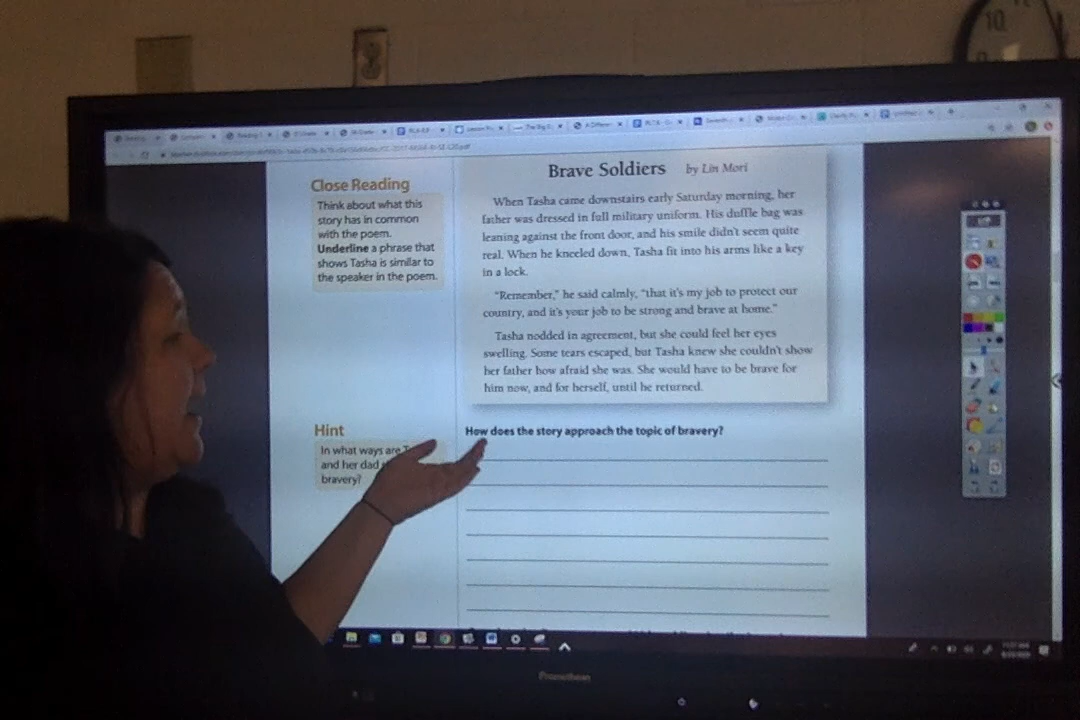 10
Brave Soldiers by Lin Mori
Close Reading
Think about what this
story has in common
with the poem.
Underline a phrase that
shows Tasha is similar to
the speaker in the poem.
When Tasha came downstairs early Saturday morning, her
father was dressed in full military uniform. His duffle bag was
leaning against the front door, and his smile didn't seem quite
real. When he kneeled down, Tasha fit into his arms like a key
in a lock.
"Remember," he said calmly, "that it's my job to protect our
country, and it's your job to be strong and brave at home."
Tasha nodded in agreement, but she could feel her eyes
swelling. Some tears escaped, but Tasha knew she couldn't show
her father how afraid she was. She would have to be brave for
him now, and for herself, until he returned.
Hint
In what ways are
and her dad
bravery?
How does the story approach the topic of bravery?
Promethean